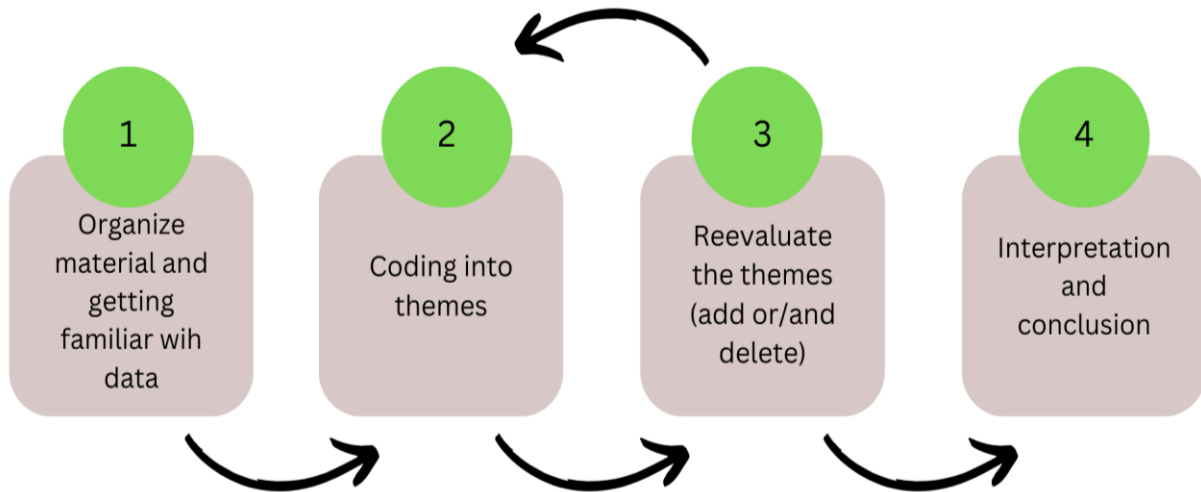 1
Organize
material and
getting
familiar wih
data
2
Coding into
themes
3
Reevaluate
the themes
(add or/and
delete)
4
Interpretation
and
conclusion